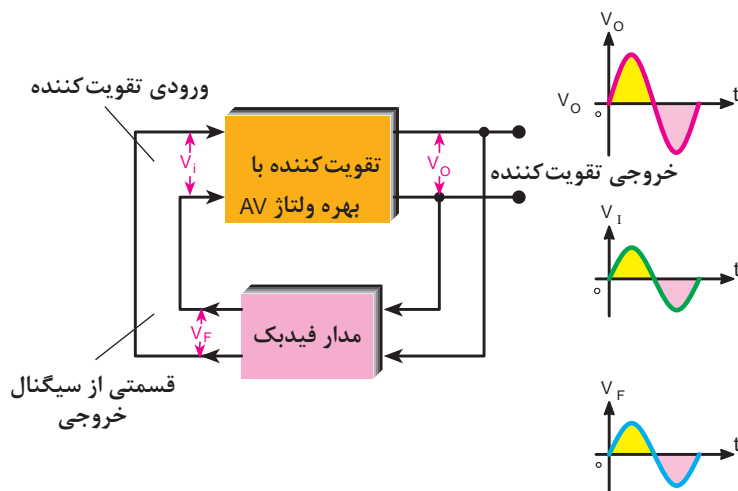 ورودی تقویت‌کننده
تقویت‌کننده با
بهره ولتاژ AV
Vi
VO
خروجی تقویت‌کننده
مدار فیدبک
VF
قسمتی از سیگنال
خروجی
VO
VO
o
t
VI
o
t
VF
o
t